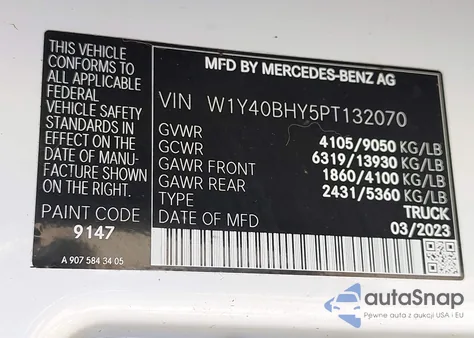 THIS VEHICLE
CONFORMS TO
ALL APPLICABLE
FEDERAL
VEHICLE SAFETY
STANDARDS IN
EFFECT ON THE
DATE OF MANU-
FACTURE SHOWN
ON THE RIGHT.
PAINT CODE
9147
A 907 584 34 05
MFD BY MERCEDES-BENZ AG
VIN W1Y40BHY5PT132070
GVWR 4105/9050 KG/LB
GCWR 6319/13930 KG/LB
GAWR FRONT 1860/4100 KG/LB
GAWR REAR 2431/5360 KG/LB
TYPE TRUCK
DATE OF MFD 03/2023
autoSnap
Pewne auta z aukcji USA i EU